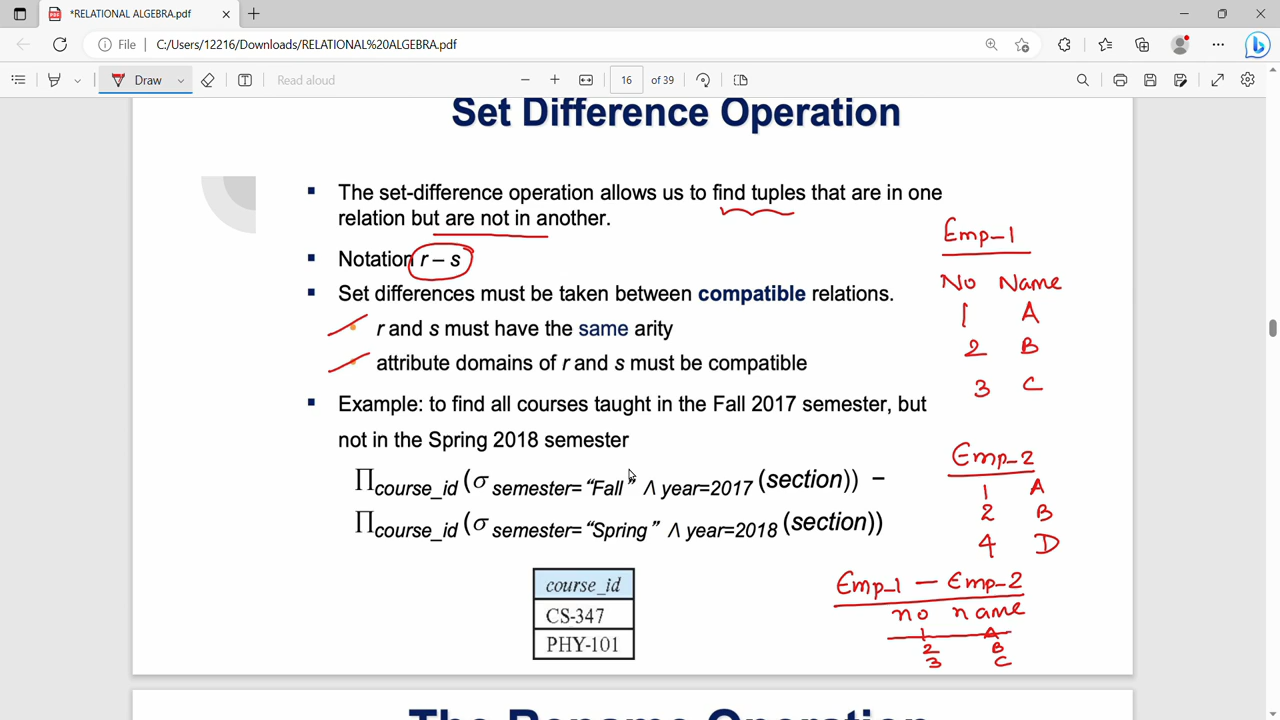 *RELATIONAL ALGEBRA.pdf
File C:/Users/12216/Downloads/RELATIONAL%20ALGEBRA.pdf
Draw Read aloud 16 of 39
Set Difference Operation
▪ The set-difference operation allows us to find tuples that are in one
relation but are not in another.
▪ Notation r – s
▪ Set differences must be taken between compatible relations.
• r and s must have the same arity
• attribute domains of r and s must be compatible
▪ Example: to find all courses taught in the Fall 2017 semester, but
not in the Spring 2018 semester
∏course_id (σ semester="Fall" Λ year=2017 (section)) −
∏course_id (σ semester="Spring" Λ year=2018 (section))
course_id
CS-347
PHY-101
Emp-1
No Name
1 A
2 B
3 C
Emp-2
1 A
2 B
4 D
Emp-1 — Emp-2
no name
1 A
2 B
3 C
The Rename Operation